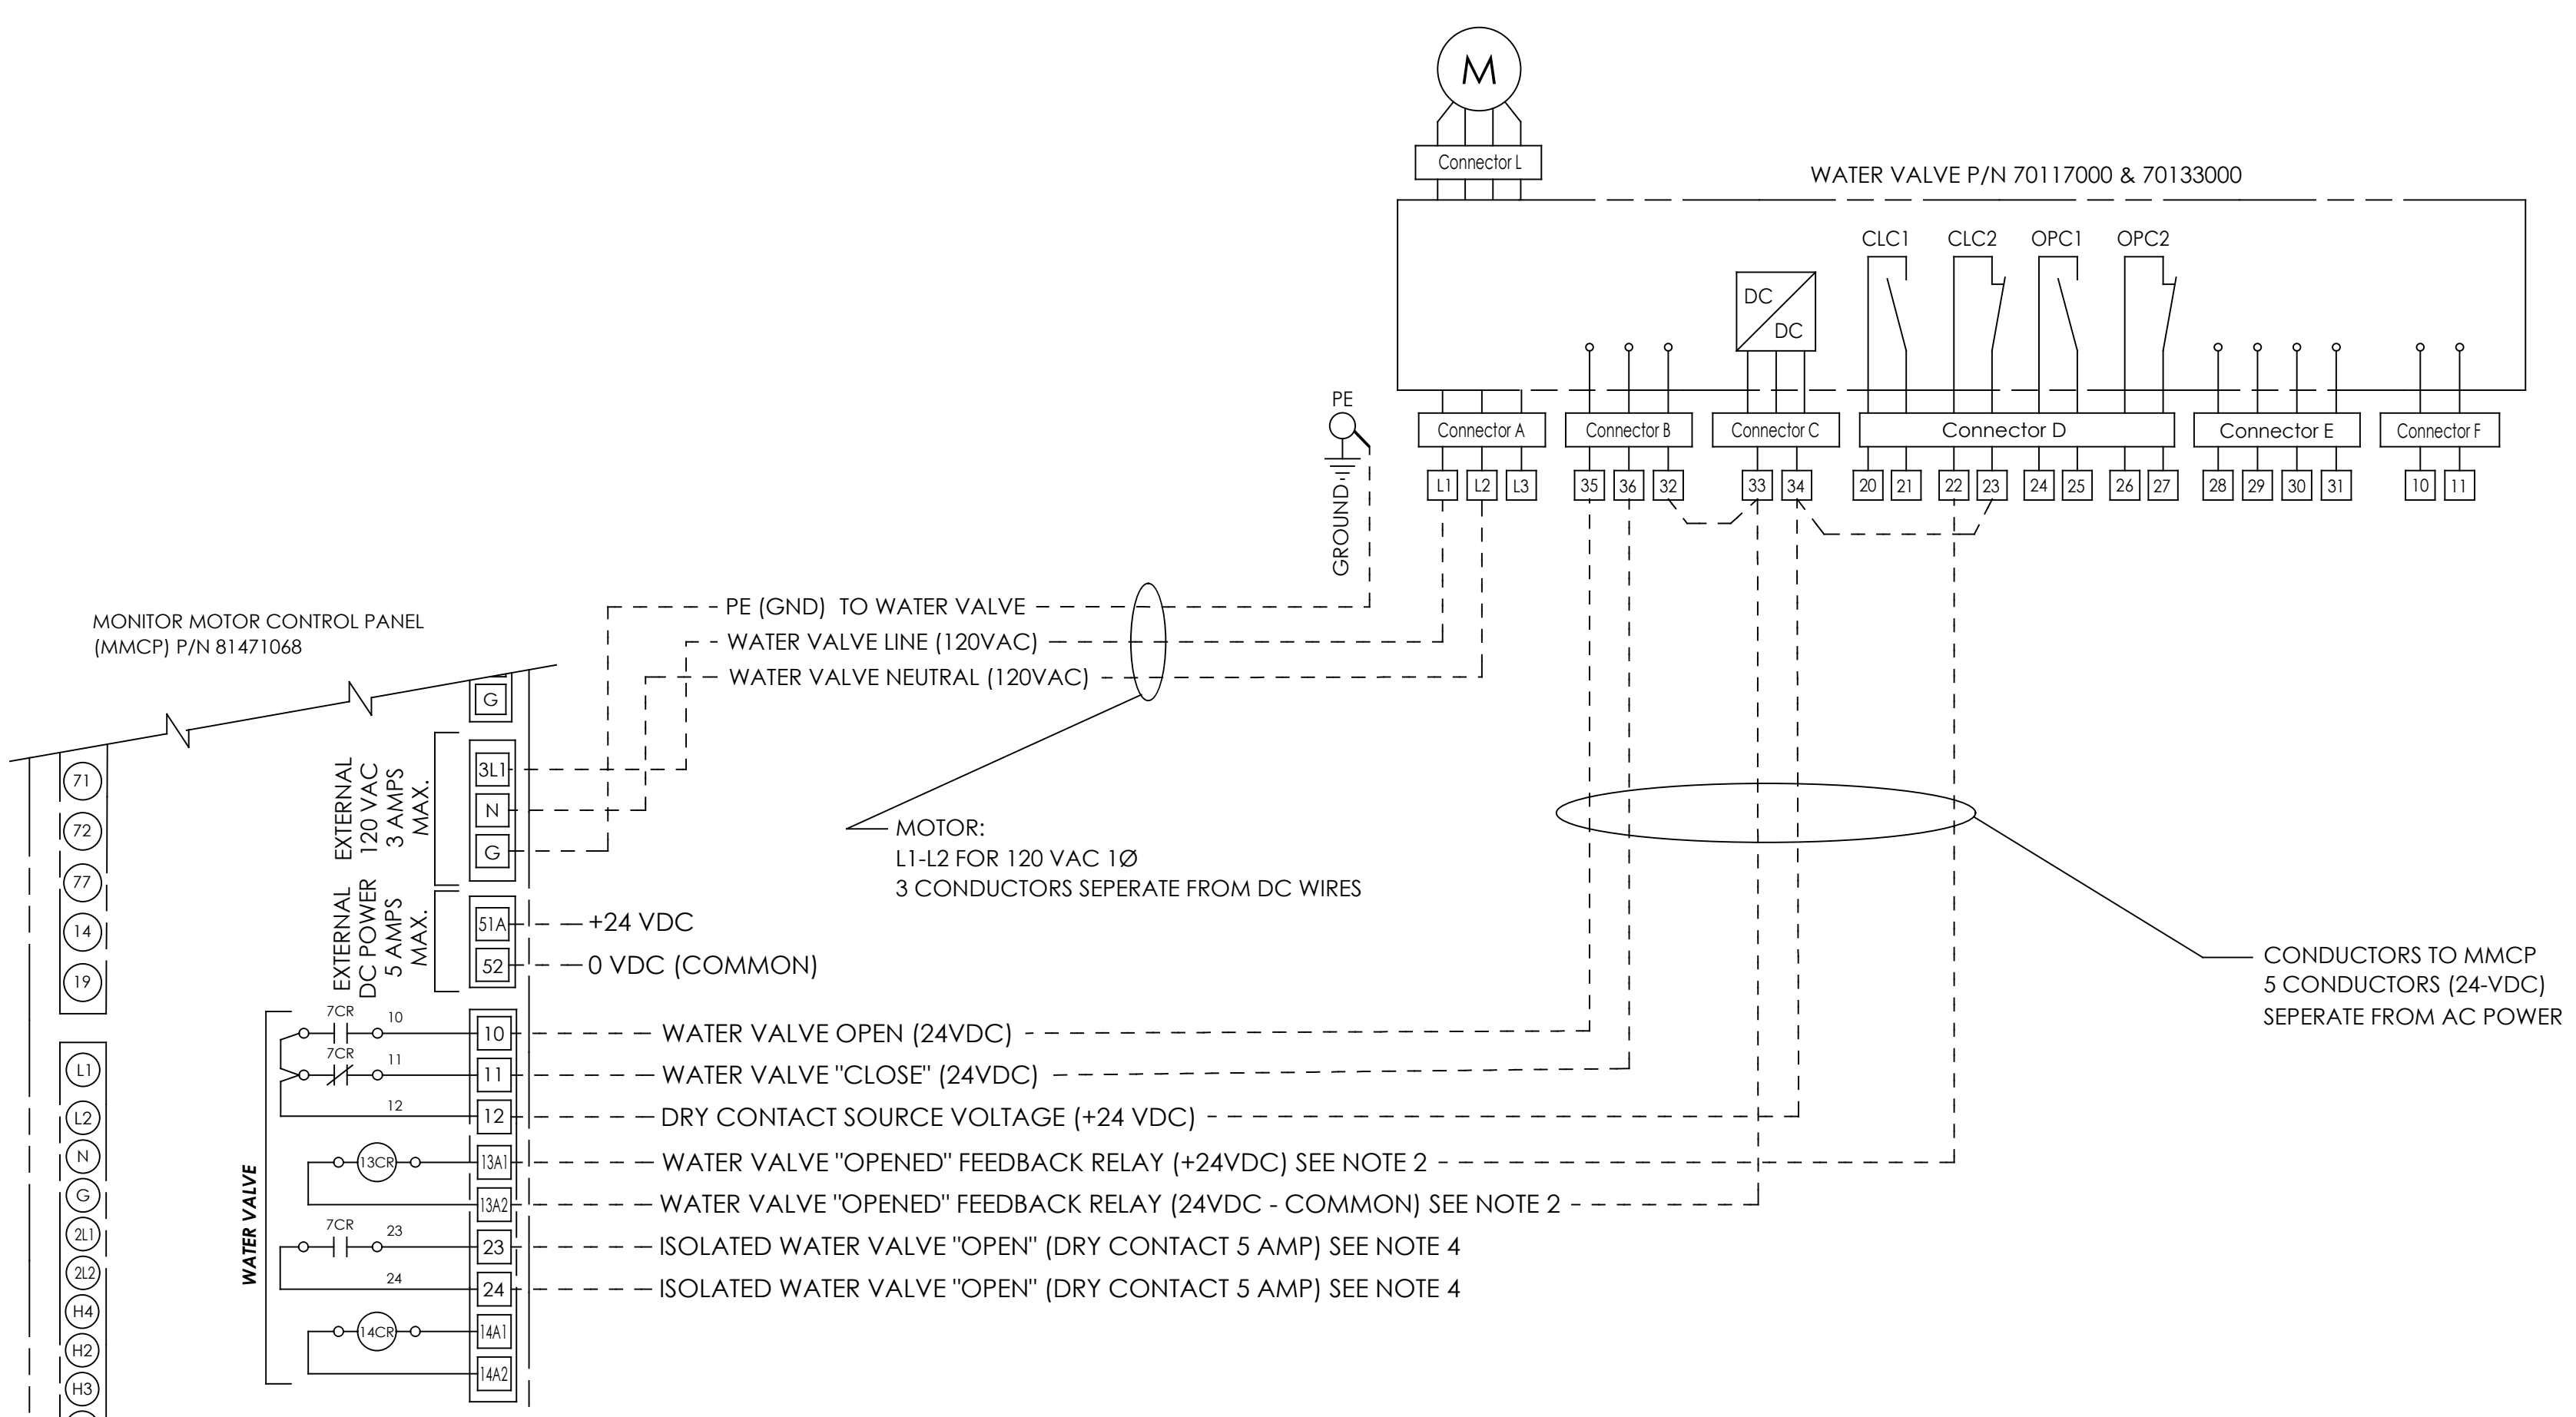 M
Connector L
WATER VALVE P/N 70117000 & 70133000
CLC1 CLC2 OPC1 OPC2
DC
DC
PE
GROUND
Connector A Connector B Connector C Connector D Connector E Connector F
L1 L2 L3 35 36 32 33 34 20 21 22 23 24 25 26 27 28 29 30 31 10 11
MONITOR MOTOR CONTROL PANEL
(MMCP) P/N 81471068
PE (GND) TO WATER VALVE
WATER VALVE LINE (120VAC)
WATER VALVE NEUTRAL (120VAC)
MOTOR:
L1-L2 FOR 120 VAC 1Ø
3 CONDUCTORS SEPERATE FROM DC WIRES
CONDUCTORS TO MMCP
5 CONDUCTORS (24-VDC)
SEPERATE FROM AC POWER
71
72
77
14
19
L1
L2
N
G
2L1
2L2
H4
H2
H3
G
EXTERNAL
120 VAC
3 AMPS
MAX.
3L1
N
G
EXTERNAL
DC POWER
5 AMPS
MAX.
51A +24 VDC
52 0 VDC (COMMON)
WATER VALVE
7CR 10
10 WATER VALVE OPEN (24VDC)
7CR 11
11 WATER VALVE "CLOSE" (24VDC)
12
12 DRY CONTACT SOURCE VOLTAGE (+24 VDC)
13CR 13A1 WATER VALVE "OPENED" FEEDBACK RELAY (+24VDC) SEE NOTE 2
13A2 WATER VALVE "OPENED" FEEDBACK RELAY (24VDC - COMMON) SEE NOTE 2
7CR 23
23 ISOLATED WATER VALVE "OPEN" (DRY CONTACT 5 AMP) SEE NOTE 4
24
24 ISOLATED WATER VALVE "OPEN" (DRY CONTACT 5 AMP) SEE NOTE 4
14CR 14A1
14A2